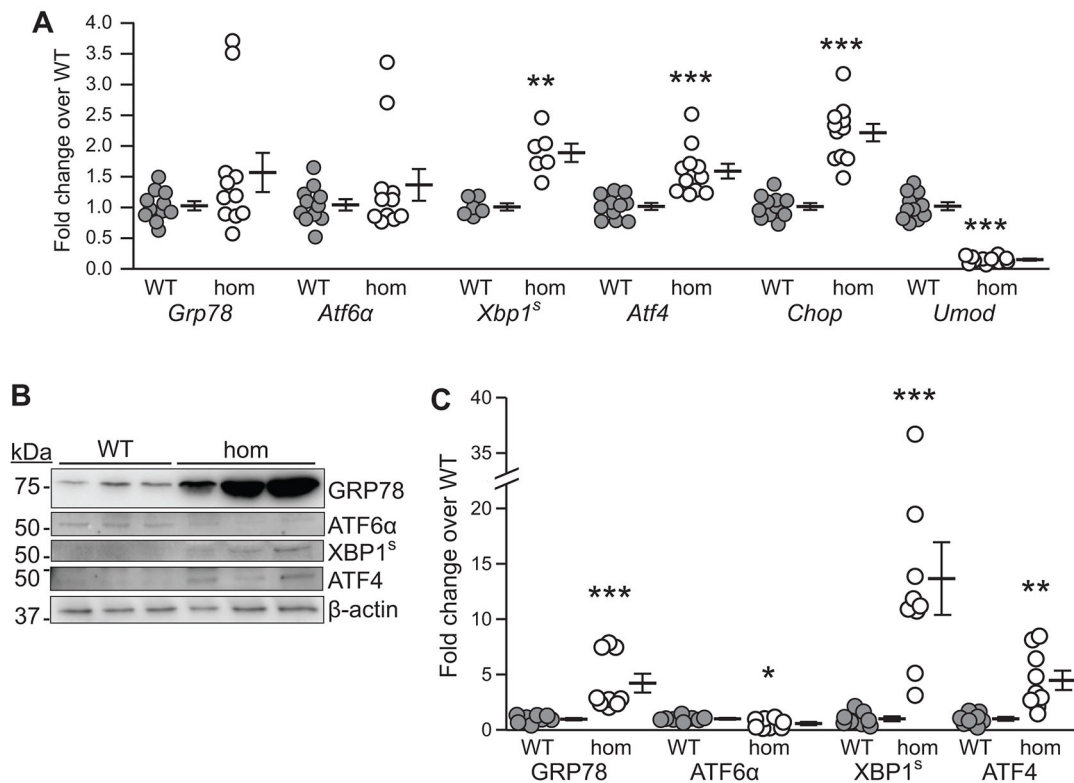 A
Fold change over WT
4.0
3.5
3.0
2.5
2.0
1.5
1.0
0.5
0.0
** *** *** ***
WT hom WT hom WT hom WT hom WT hom WT hom
Grp78 Atf6α Xbp1ˢ Atf4 Chop Umod
B
kDa WT hom
75- GRP78
50- ATF6α
50- XBP1ˢ
50- ATF4
37- β-actin
C
Fold change over WT
40
35
20
15
10
5
0
*** * *** **
WT hom WT hom WT hom WT hom
GRP78 ATF6α XBP1ˢ ATF4